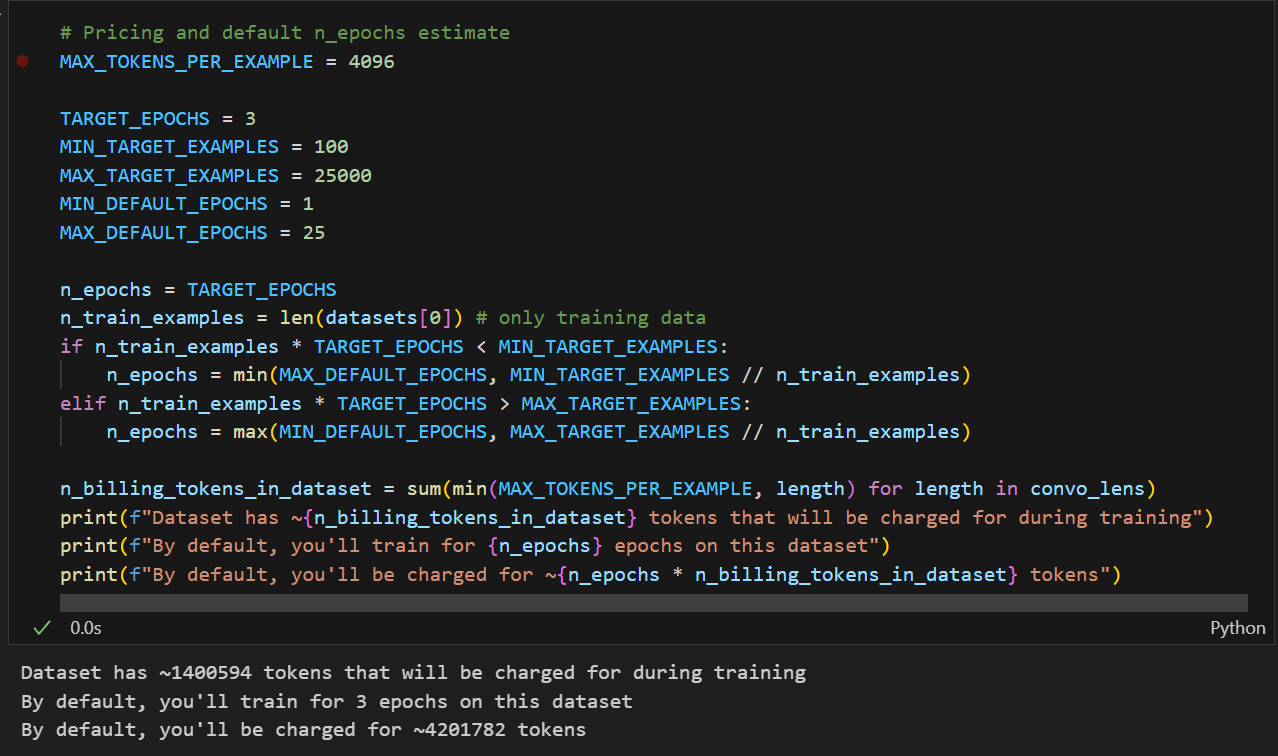 # Pricing and default n_epochs estimate
MAX_TOKENS_PER_EXAMPLE = 4096
TARGET_EPOCHS = 3
MIN_TARGET_EXAMPLES = 100
MAX_TARGET_EXAMPLES = 25000
MIN_DEFAULT_EPOCHS = 1
MAX_DEFAULT_EPOCHS = 25
n_epochs = TARGET_EPOCHS
n_train_examples = len(datasets[0]) # only training data
if n_train_examples * TARGET_EPOCHS < MIN_TARGET_EXAMPLES:
    n_epochs = min(MAX_DEFAULT_EPOCHS, MIN_TARGET_EXAMPLES // n_train_examples)
elif n_train_examples * TARGET_EPOCHS > MAX_TARGET_EXAMPLES:
    n_epochs = max(MIN_DEFAULT_EPOCHS, MAX_TARGET_EXAMPLES // n_train_examples)
n_billing_tokens_in_dataset = sum(min(MAX_TOKENS_PER_EXAMPLE, length) for length in convo_lens)
print(f"Dataset has ~{n_billing_tokens_in_dataset} tokens that will be charged for during training")
print(f"By default, you'll train for {n_epochs} epochs on this dataset")
print(f"By default, you'll be charged for ~{n_epochs * n_billing_tokens_in_dataset} tokens")
0.0s
Python
Dataset has ~1400594 tokens that will be charged for during training
By default, you'll train for 3 epochs on this dataset
By default, you'll be charged for ~4201782 tokens